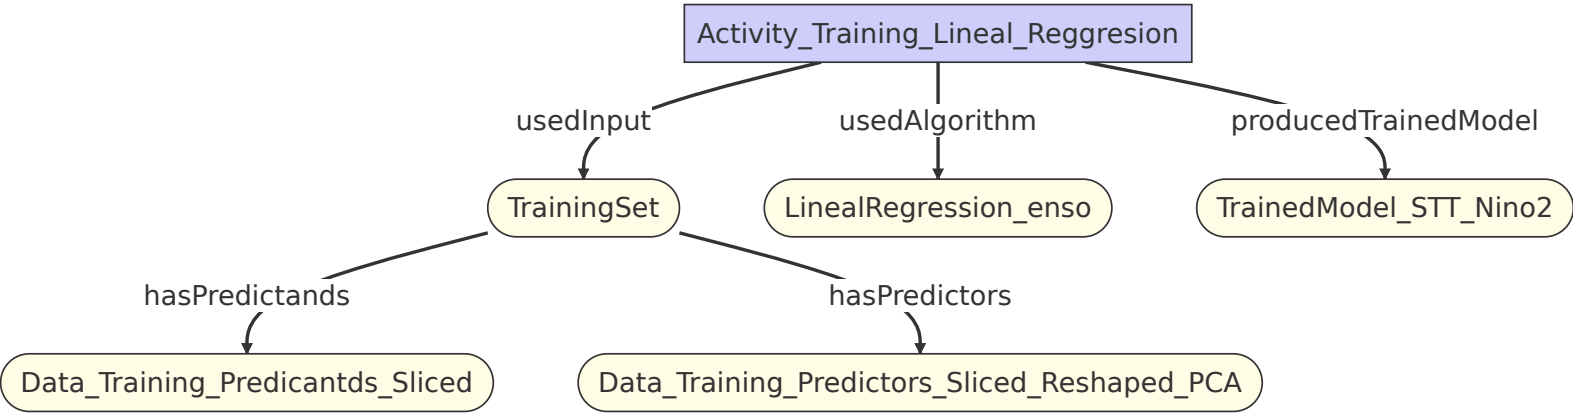 Activity_Training_Lineal_Reggresion
usedInput
usedAlgorithm
producedTrainedModel
TrainingSet
LinealRegression_enso
TrainedModel_STT_Nino2
hasPredictands
hasPredictors
Data_Training_Predicantds_Sliced
Data_Training_Predictors_Sliced_Reshaped_PCA